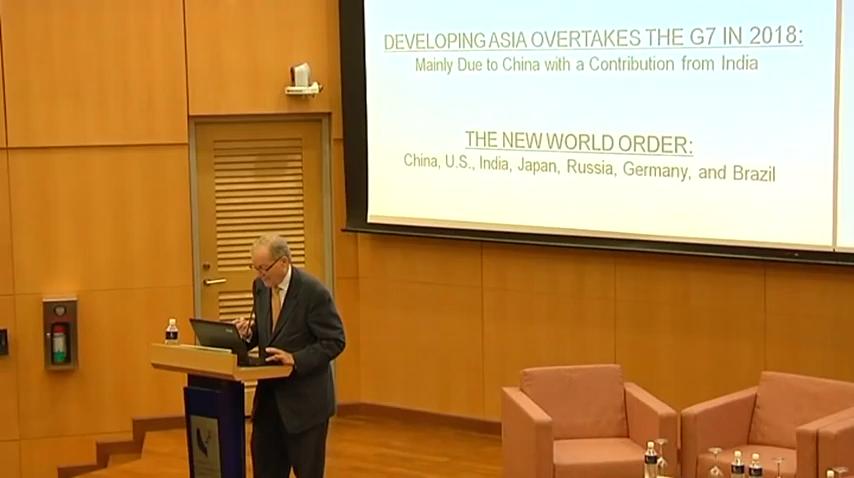 DEVELOPING ASIA OVERTAKES THE G7 IN 2018:
Mainly Due to China with a Contribution from India
THE NEW WORLD ORDER:
China, U.S., India, Japan, Russia, Germany, and Brazil